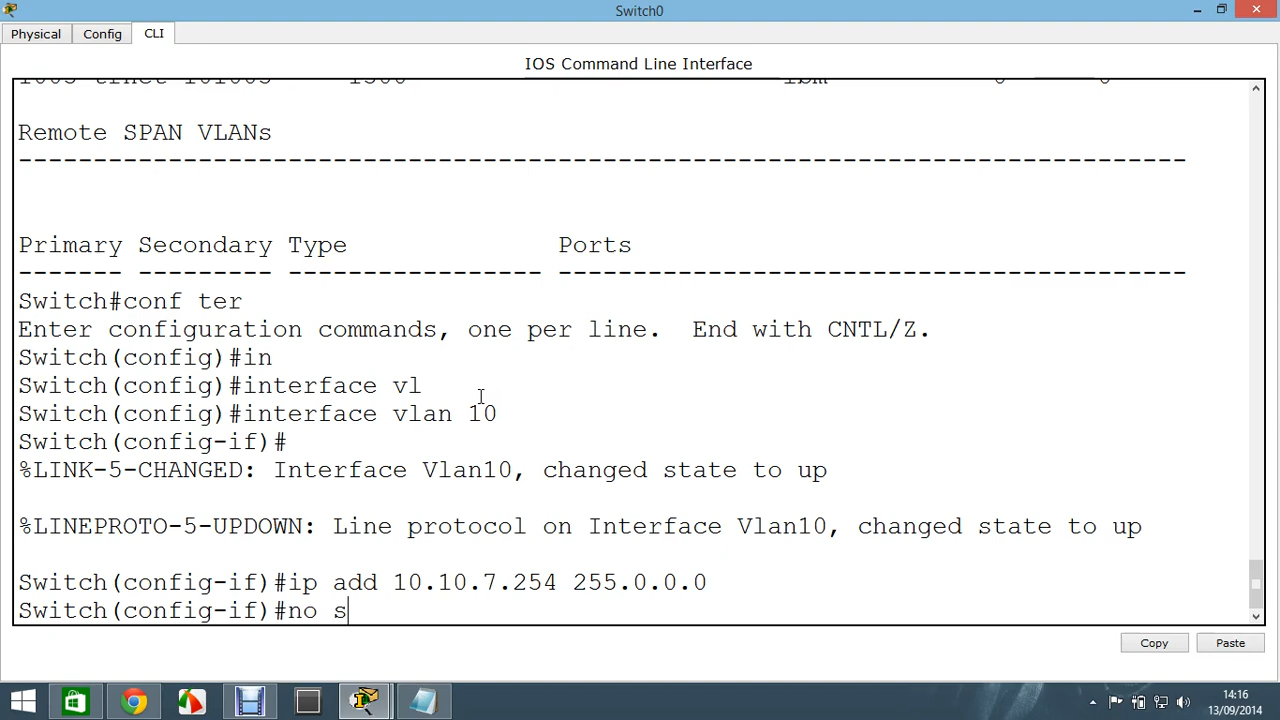 Switch0
Physical Config CLI
IOS Command Line Interface
Remote SPAN VLANs
------------------------------------------------------------------------------
Primary Secondary Type              Ports
------- --------- ----------------- ------------------------------------------
Switch#conf ter
Enter configuration commands, one per line.  End with CNTL/Z.
Switch(config)#in
Switch(config)#interface vl
Switch(config)#interface vlan 10
Switch(config-if)#
%LINK-5-CHANGED: Interface Vlan10, changed state to up
%LINEPROTO-5-UPDOWN: Line protocol on Interface Vlan10, changed state to up
Switch(config-if)#ip add 10.10.7.254 255.0.0.0
Switch(config-if)#no s
Copy Paste
14:16
13/09/2014